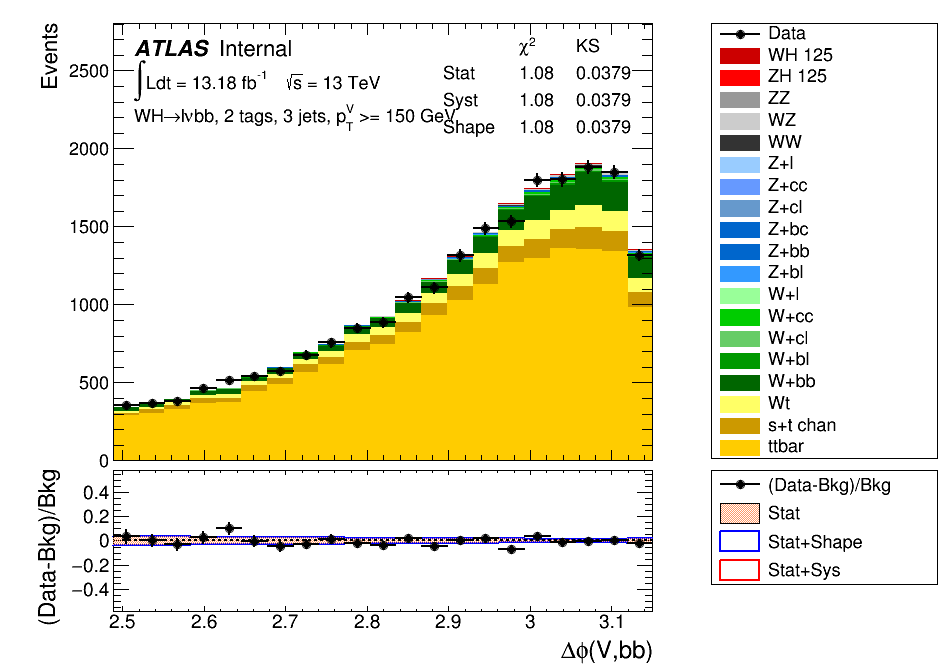 Events
2500
2000
1500
1000
500
0
ATLAS Internal
∫Ldt = 13.18 fb⁻¹ √s = 13 TeV
WH→lνbb, 2 tags, 3 jets, p_T^V >= 150 GeV
χ² KS
Stat 1.08 0.0379
Syst 1.08 0.0379
Shape 1.08 0.0379
Data
WH 125
ZH 125
ZZ
WZ
WW
Z+l
Z+cc
Z+cl
Z+bc
Z+bb
Z+bl
W+l
W+cc
W+cl
W+bl
W+bb
Wt
s+t chan
ttbar
(Data-Bkg)/Bkg
0.4
0.2
0
−0.2
−0.4
2.5 2.6 2.7 2.8 2.9 3 3.1
Δϕ(V,bb)
(Data-Bkg)/Bkg
Stat
Stat+Shape
Stat+Sys